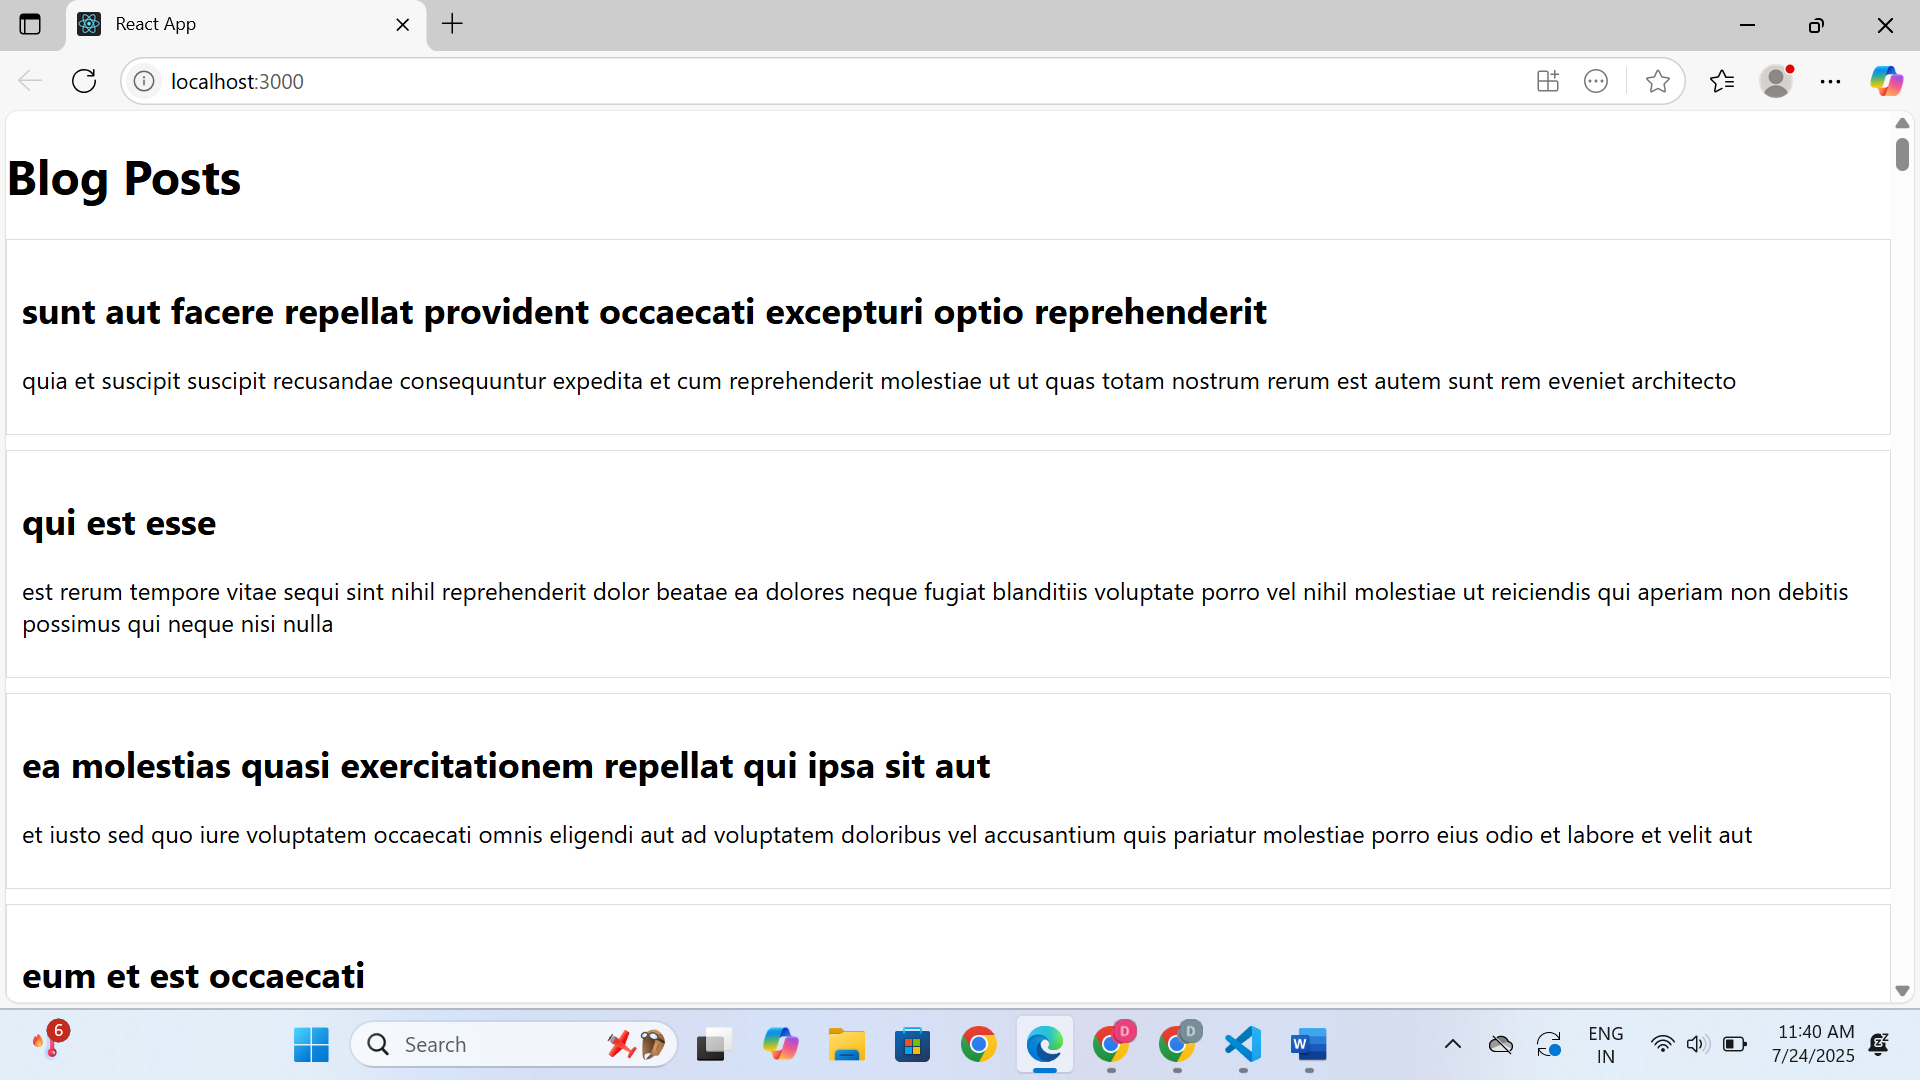 React App
localhost:3000
Blog Posts
sunt aut facere repellat provident occaecati excepturi optio reprehenderit
quia et suscipit suscipit recusandae consequuntur expedita et cum reprehenderit molestiae ut ut quas totam nostrum rerum est autem sunt rem eveniet architecto
qui est esse
est rerum tempore vitae sequi sint nihil reprehenderit dolor beatae ea dolores neque fugiat blanditiis voluptate porro vel nihil molestiae ut reiciendis qui aperiam non debitis
possimus qui neque nisi nulla
ea molestias quasi exercitationem repellat qui ipsa sit aut
et iusto sed quo iure voluptatem occaecati omnis eligendi aut ad voluptatem doloribus vel accusantium quis pariatur molestiae porro eius odio et labore et velit aut
eum et est occaecati
6
Search
D
D
W
ENG
IN
11:40 AM
7/24/2025